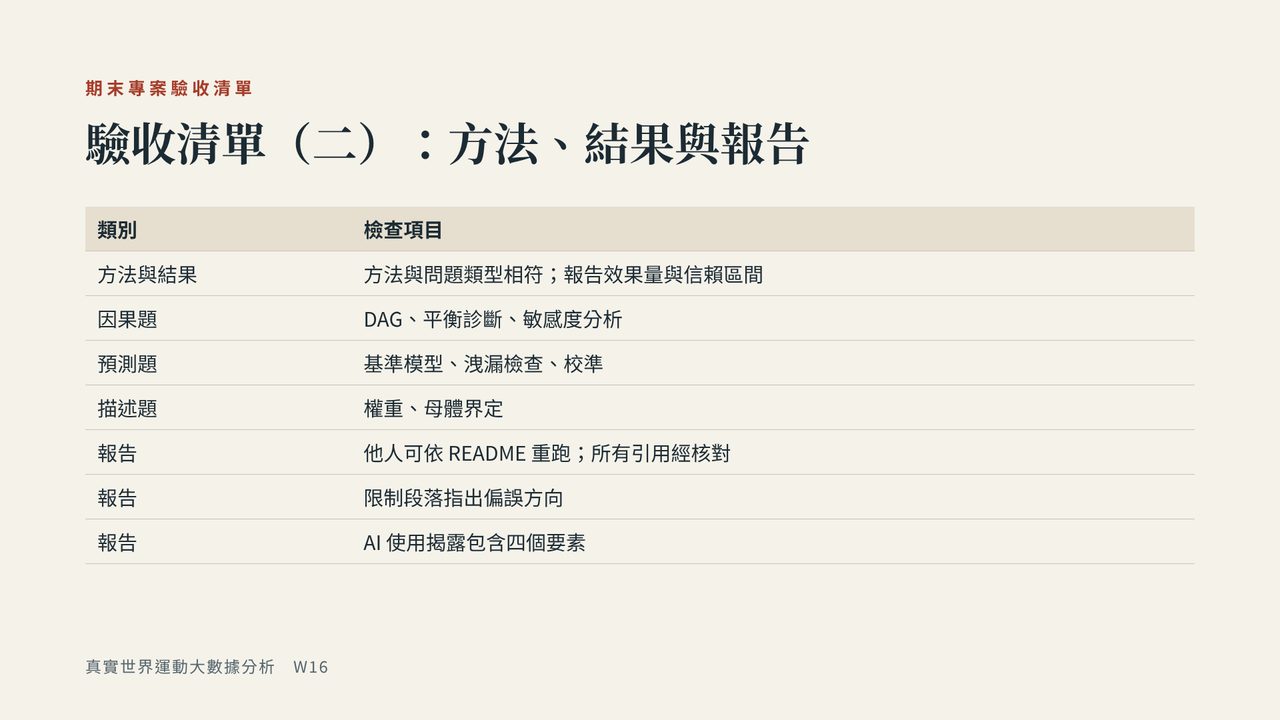 期末專案驗收清單
驗收清單（二）：方法、結果與報告
類別 檢查項目
方法與結果 方法與問題類型相符；報告效果量與信賴區間
因果題 DAG、平衡診斷、敏感度分析
預測題 基準模型、洩漏檢查、校準
描述題 權重、母體界定
報告 他人可依 README 重跑；所有引用經核對
報告 限制段落指出偏誤方向
報告 AI 使用揭露包含四個要素
真實世界運動大數據分析 W16